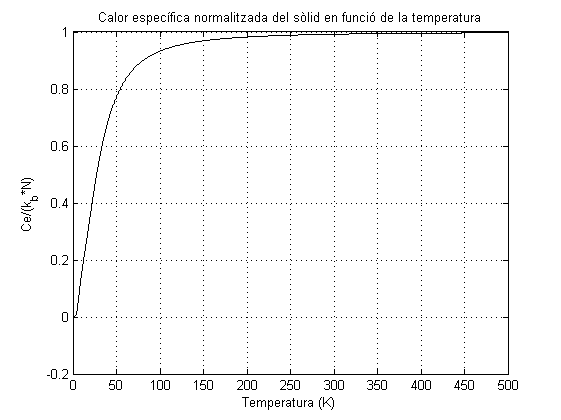 Calor específica normalitzada del sòlid en funció de la temperatura
Ce/(k_b*N)
1
0.8
0.6
0.4
0.2
0
-0.2
0 50 100 150 200 250 300 350 400 450 500
Temperatura (K)